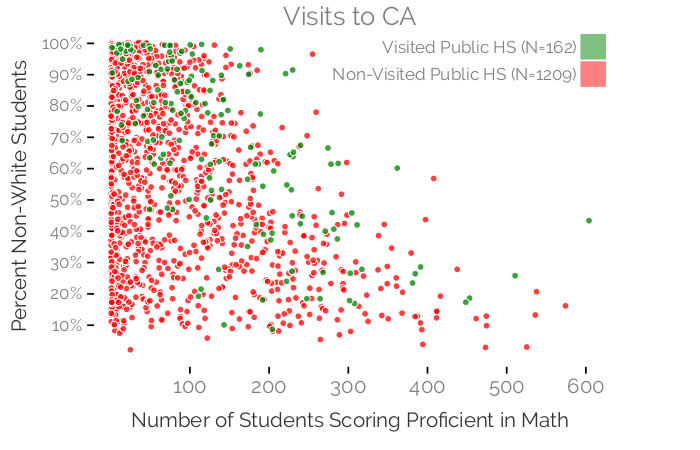 Visits to CA
Visited Public HS (N=162)
Non-Visited Public HS (N=1209)
Percent Non-White Students
100%
90%
80%
70%
60%
50%
40%
30%
20%
10%
100 200 300 400 500 600
Number of Students Scoring Proficient in Math